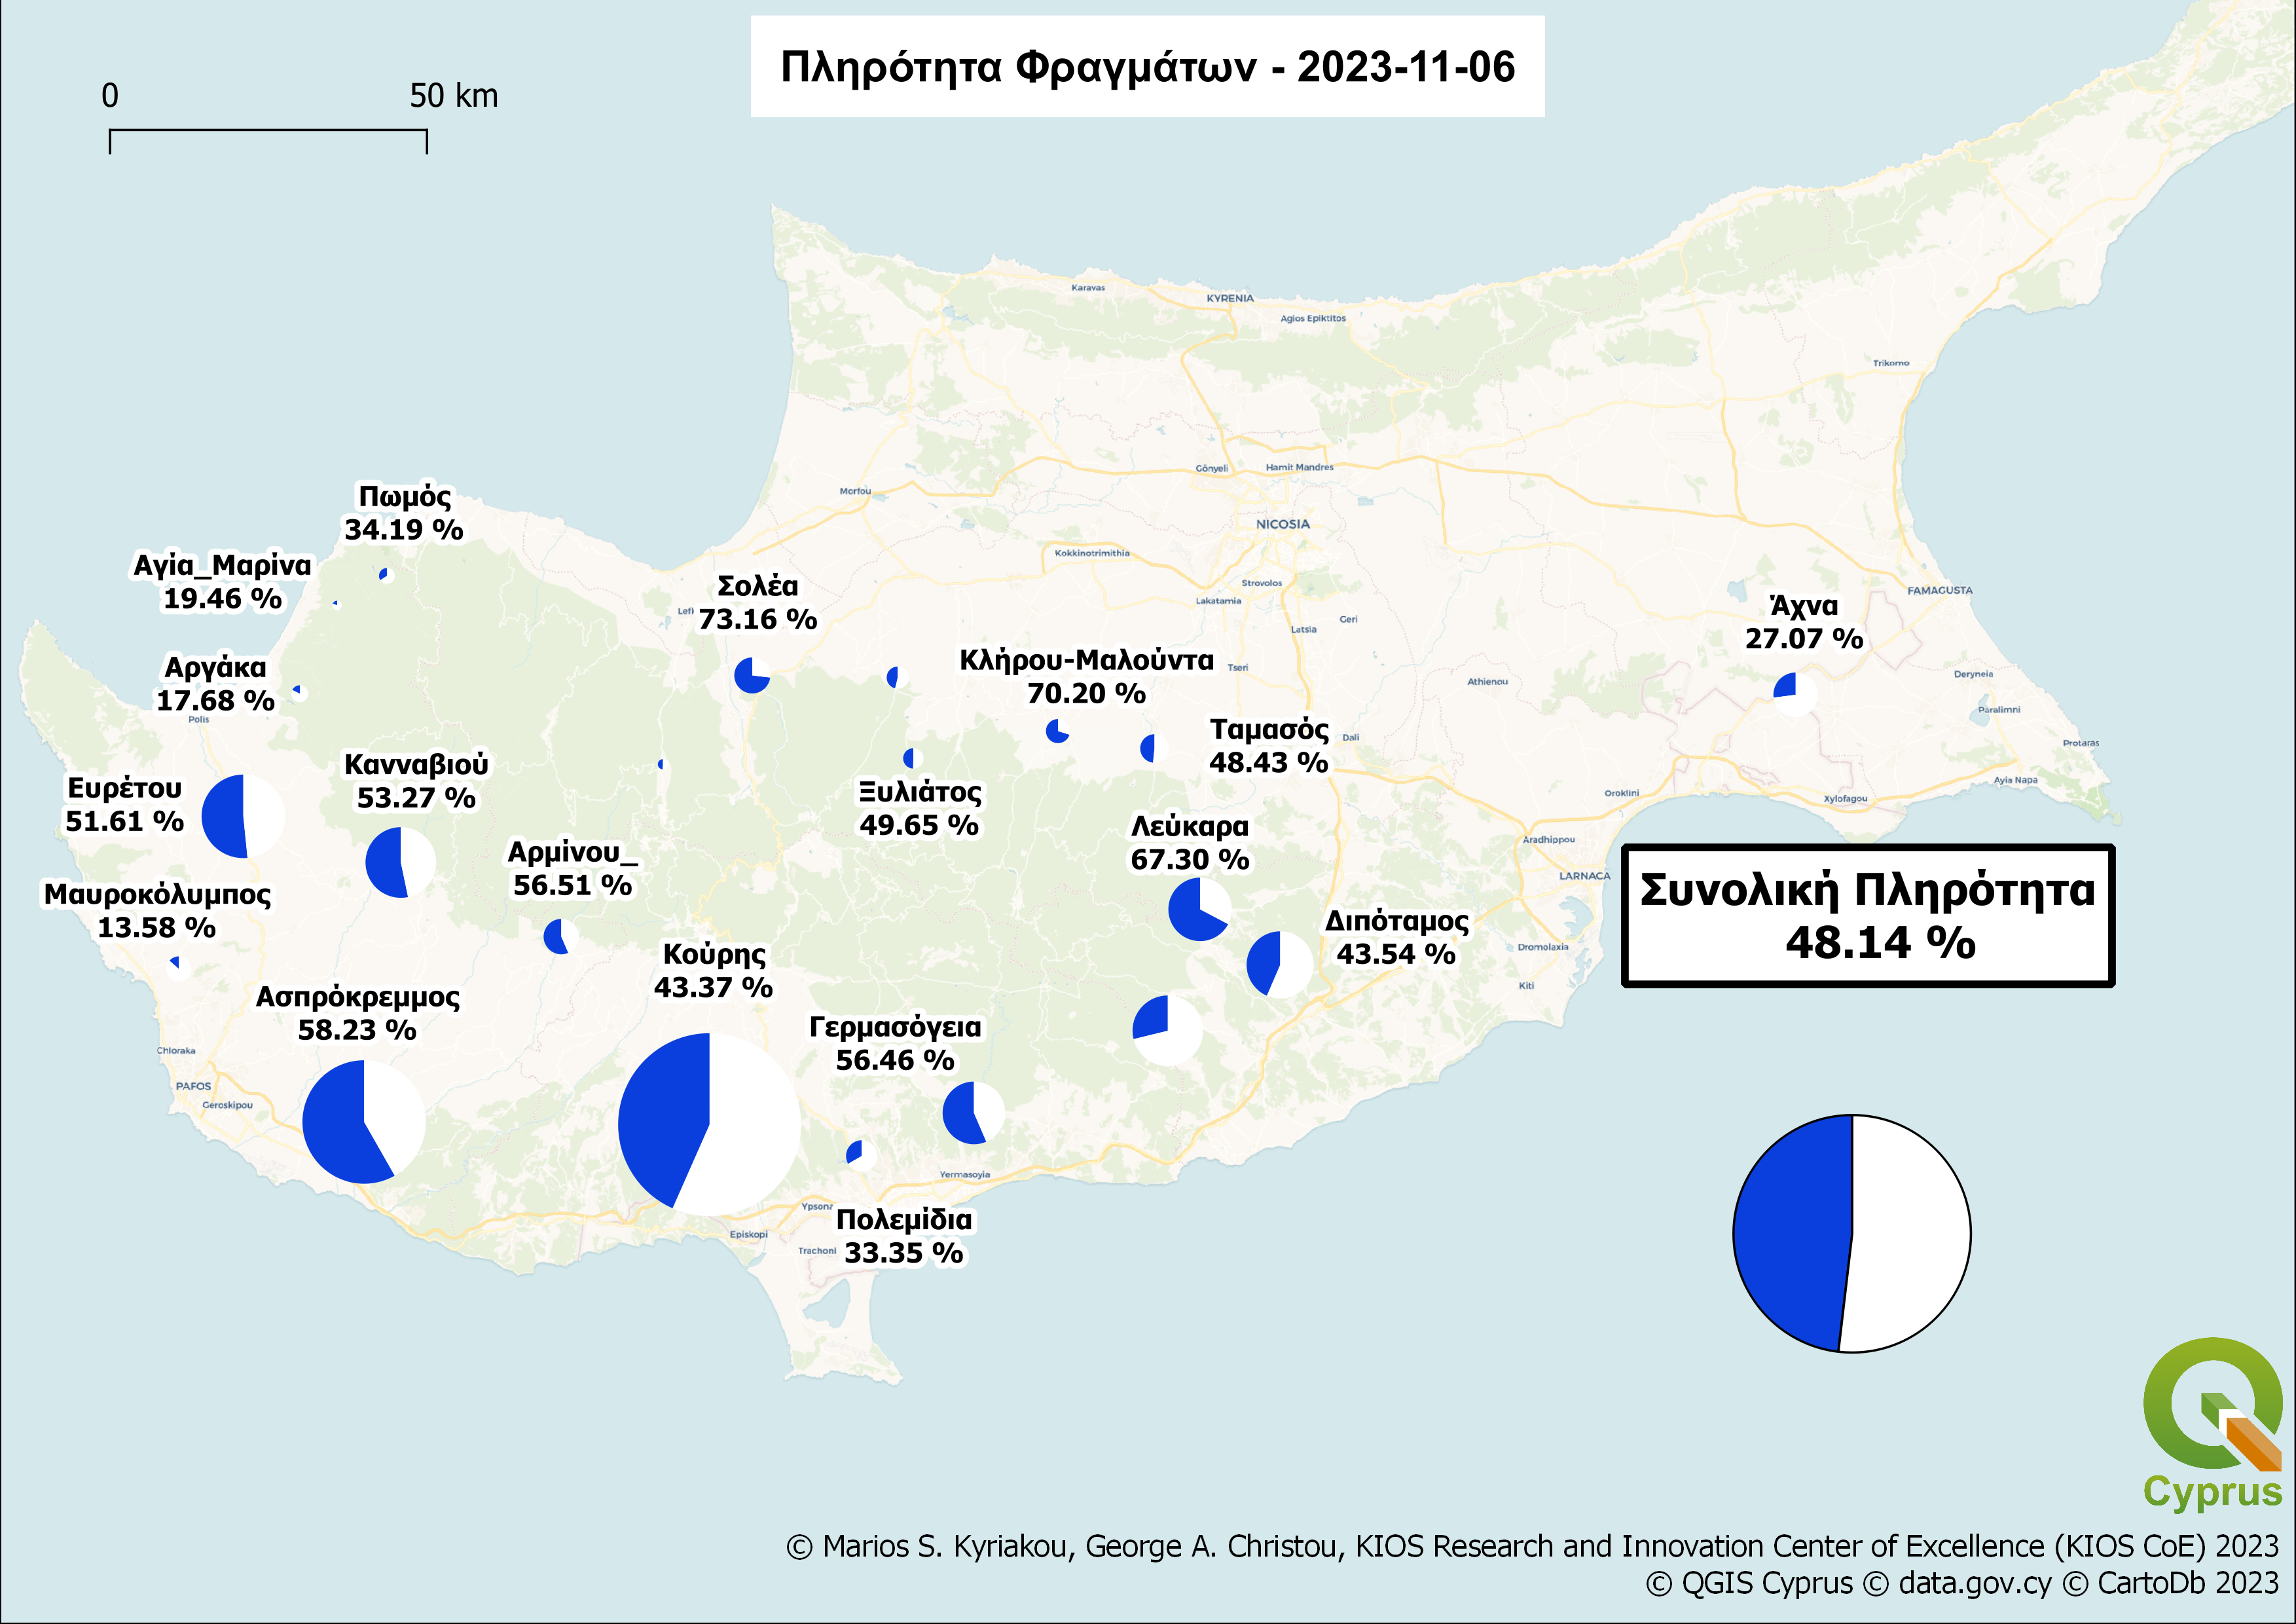 Πληρότητα Φραγμάτων - 2023-11-06
0 50 km
Karavas
KYRENIA
Agios Epiktitos
Trikomo
Gönyeli
Hamit Mandres
Morfou
NICOSIA
Kokkinotrimithia
Strovolos
Lakatamia
Latsia
Geri
Tseri
Athienou
FAMAGUSTA
Deryneia
Paralimni
Protaras
Ayia Napa
Xylofagou
Oroklini
Dali
Aradhippou
LARNACA
Dromolaxia
Kiti
Polis
Chloraka
PAFOS
Geroskipou
Episkopi
Trachoni
Yermasoyia
Πωμός
34.19 %
Αγία_Μαρίνα
19.46 %
Αργάκα
17.68 %
Σολέα
73.16 %
Κλήρου-Μαλούντα
70.20 %
Άχνα
27.07 %
Ταμασός
48.43 %
Ευρέτου
51.61 %
Κανναβιού
53.27 %
Ξυλιάτος
49.65 %
Λεύκαρα
67.30 %
Αρμίνου_
56.51 %
Μαυροκόλυμπος
13.58 %
Διπόταμος
43.54 %
Κούρης
43.37 %
Ασπρόκρεμμος
58.23 %
Γερμασόγεια
56.46 %
Πολεμίδια
33.35 %
Συνολική Πληρότητα
48.14 %
Cyprus
© Marios S. Kyriakou, George A. Christou, KIOS Research and Innovation Center of Excellence (KIOS CoE) 2023
© QGIS Cyprus © data.gov.cy © CartoDb 2023